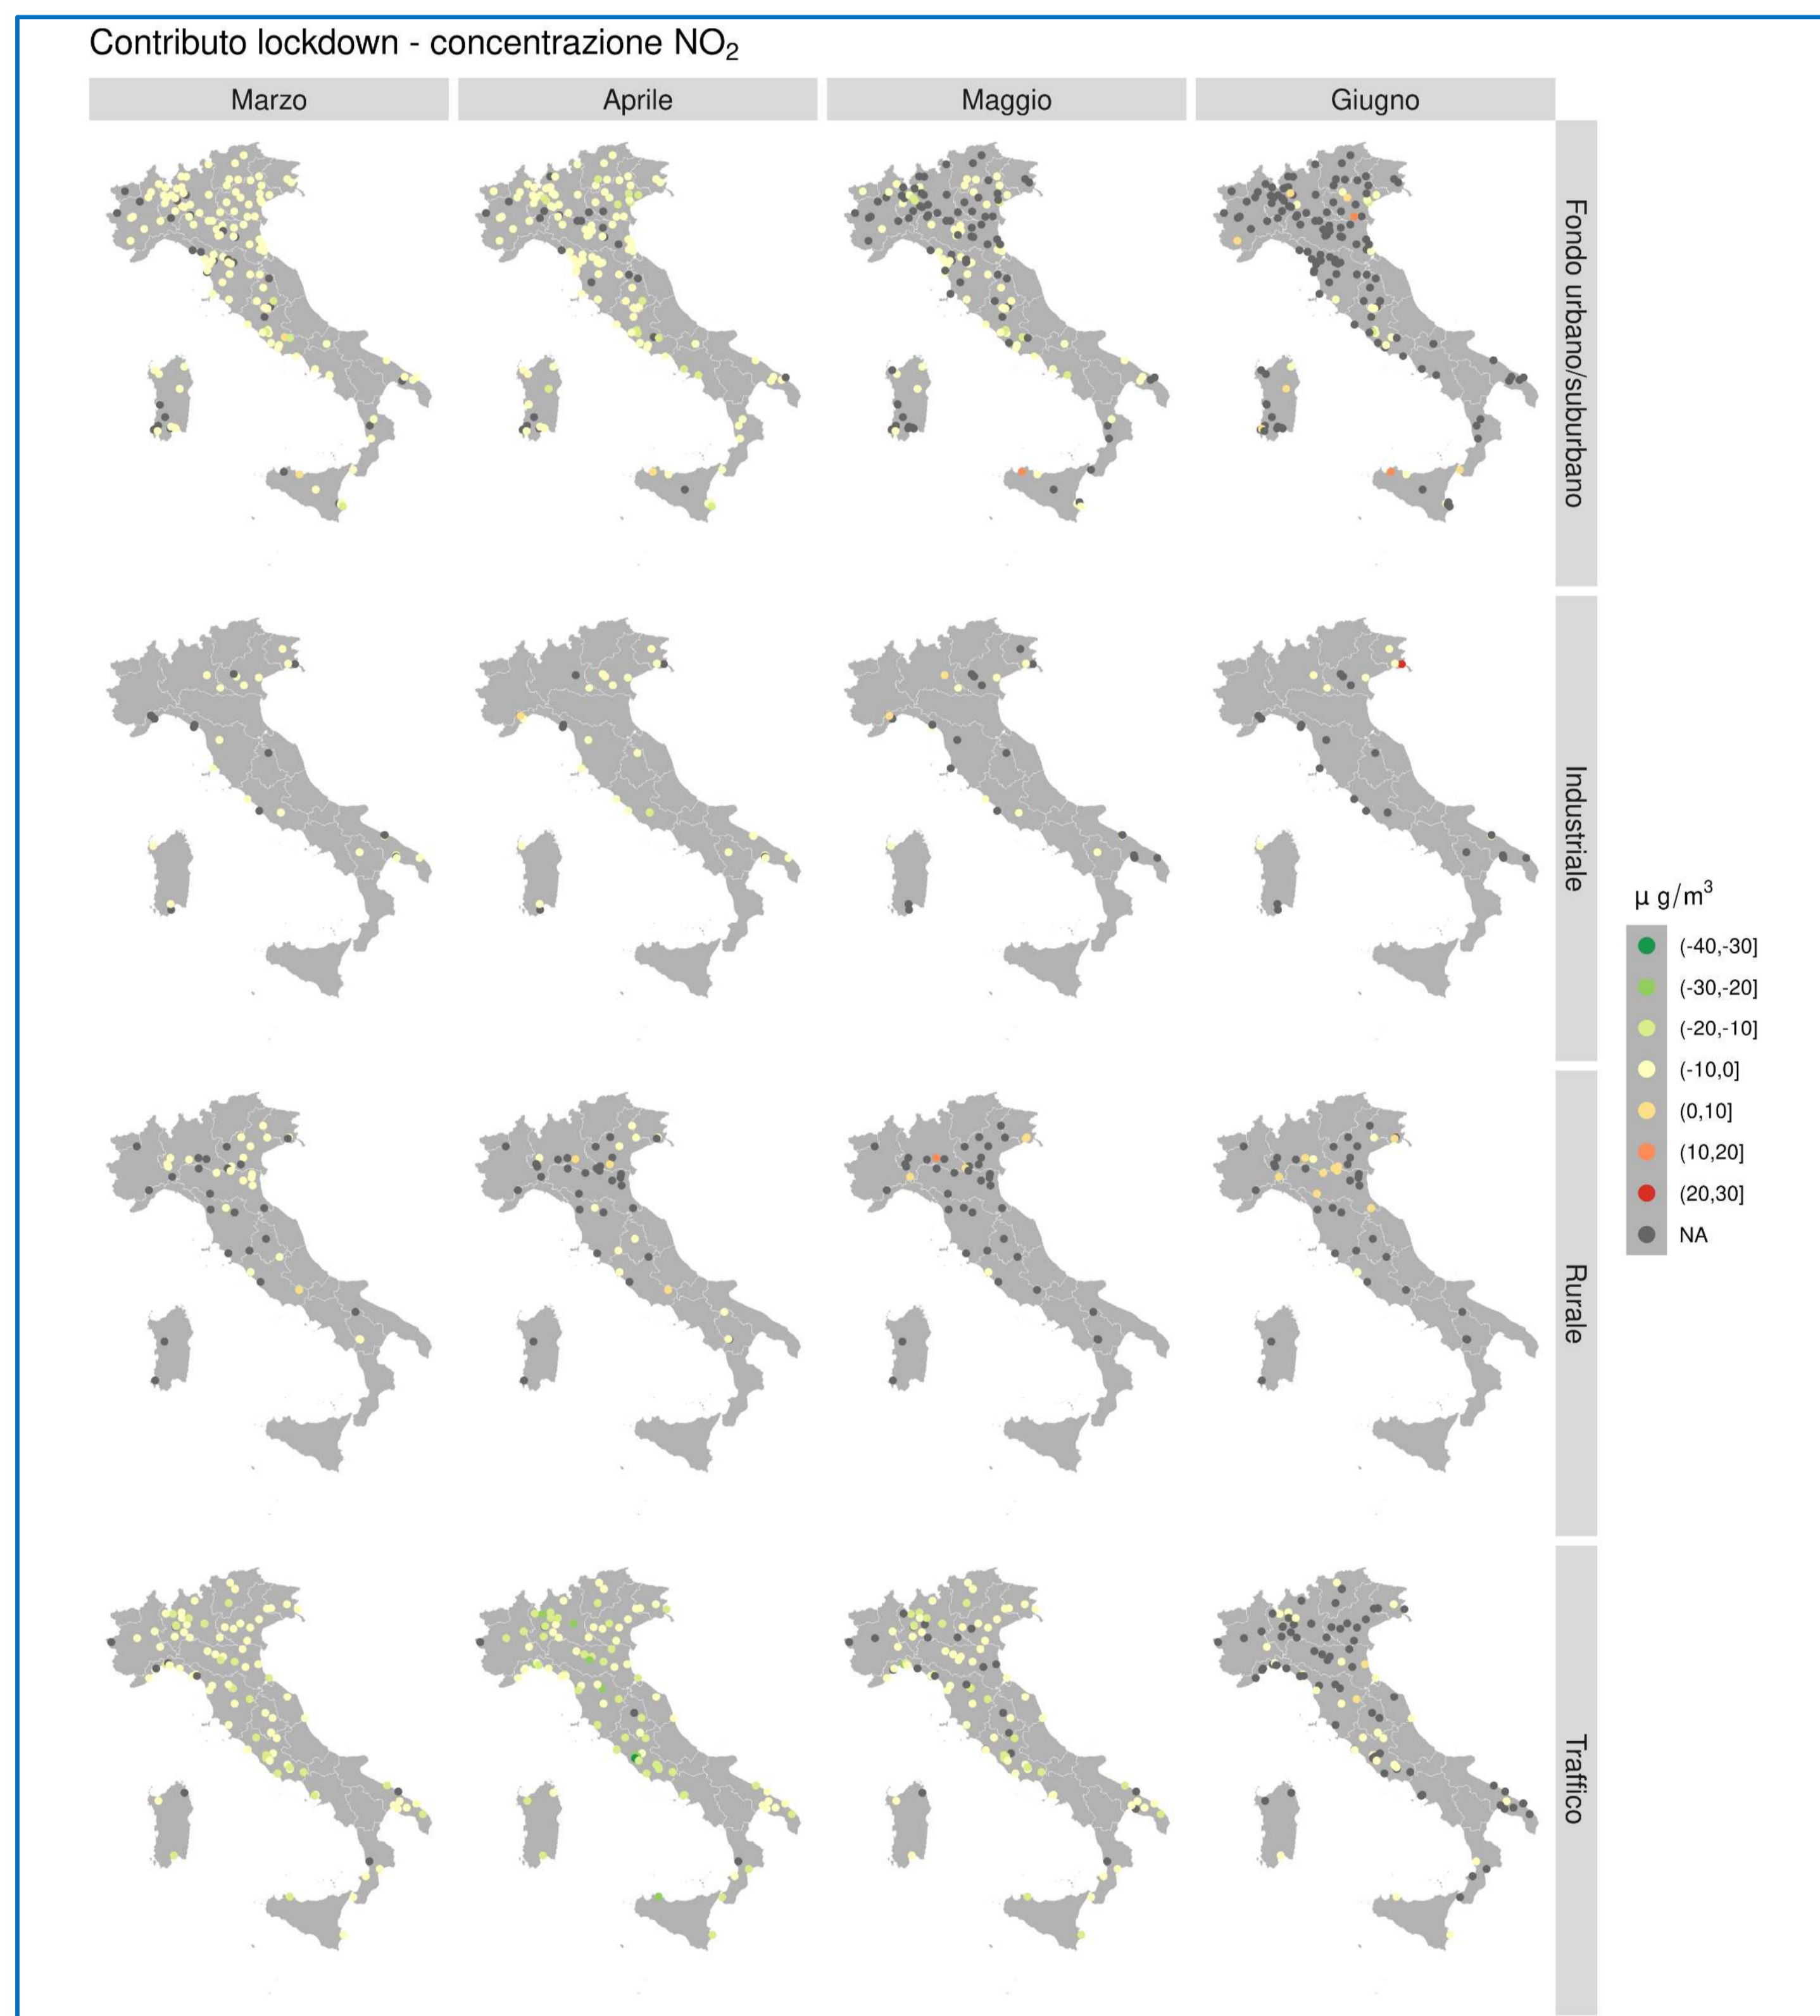 Contributo lockdown - concentrazione NO₂
Marzo
Aprile
Maggio
Giugno
Fondo urbano/suburbano
Industriale
Rurale
Traffico
μ g/m³
(-40,-30]
(-30,-20]
(-20,-10]
(-10,0]
(0,10]
(10,20]
(20,30]
NA